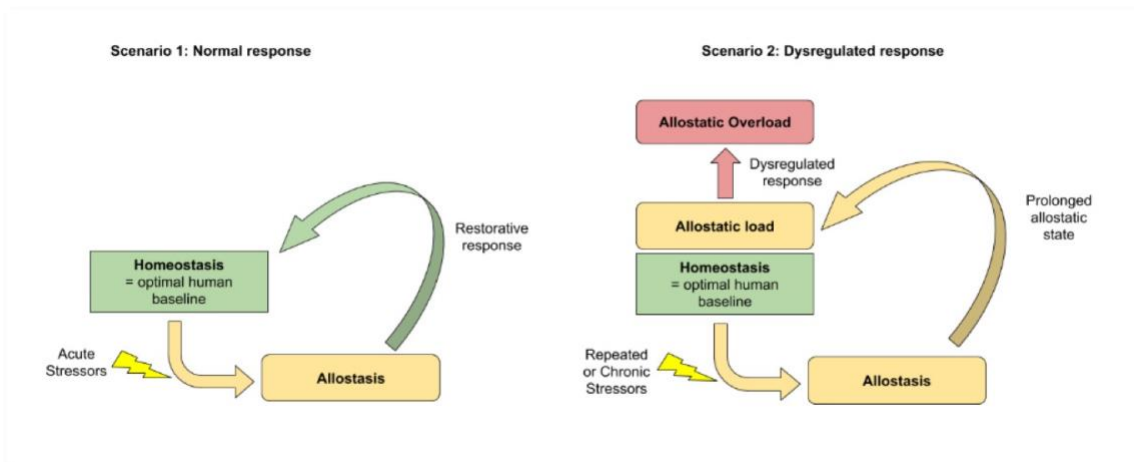 Scenario 1: Normal response
Restorative
response
Homeostasis
= optimal human
baseline
Acute
Stressors
Allostasis
Scenario 2: Dysregulated response
Allostatic Overload
Dysregulated
response
Prolonged
allostatic
state
Allostatic load
Homeostasis
= optimal human
baseline
Repeated
or Chronic
Stressors
Allostasis